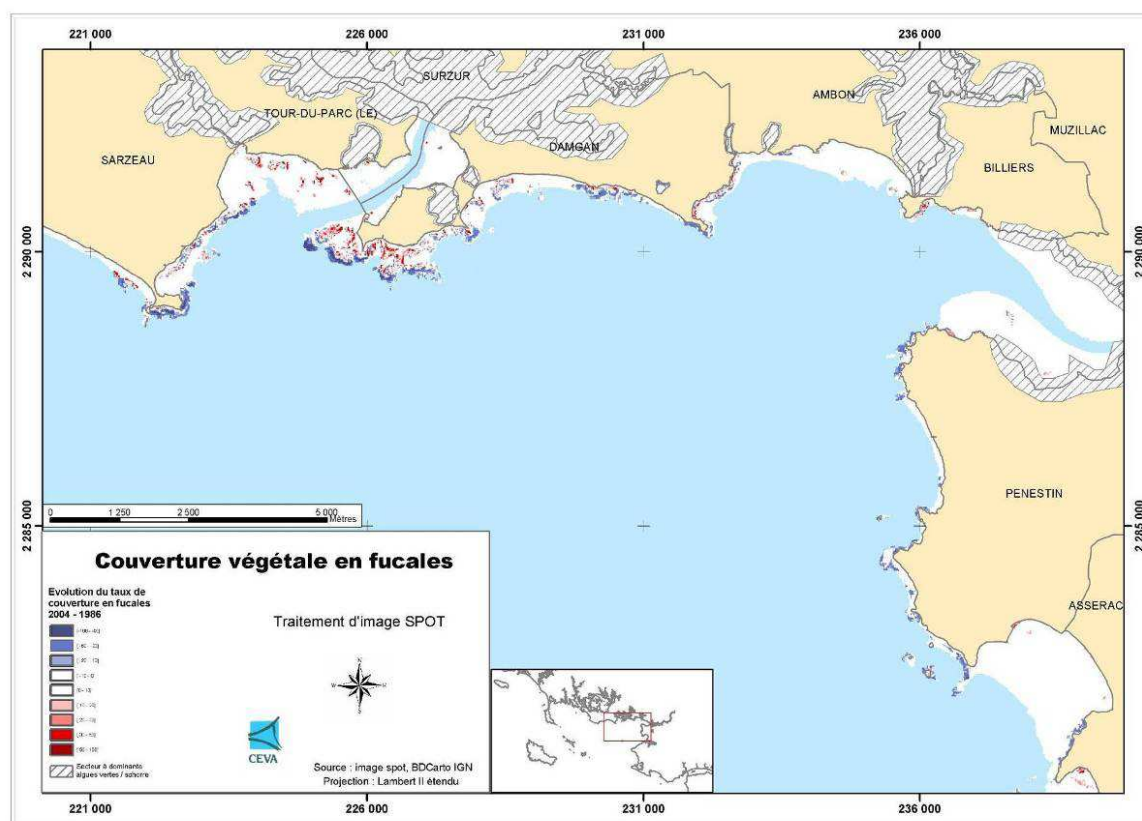 221 000 226 000 231 000 236 000
SURZUR
AMBON
TOUR-DU-PARC (LE)
MUZILLAC
DAMGAN
SARZEAU
BILLIERS
2 290 000 2 290 000
PENESTIN
0 1 250 2 500 5 000
Mètres
2 285 000 2 285 000
Couverture végétale en fucales
Evolution du taux de
couverture en fucales
2004 - 1986
Traitement d'image SPOT
ASSERAC
N
W E
S
Secteur à dominante
algues vertes / schorre
CEVA
Source : image spot, BDCarto IGN
Projection : Lambert II étendu
221 000 226 000 231 000 236 000